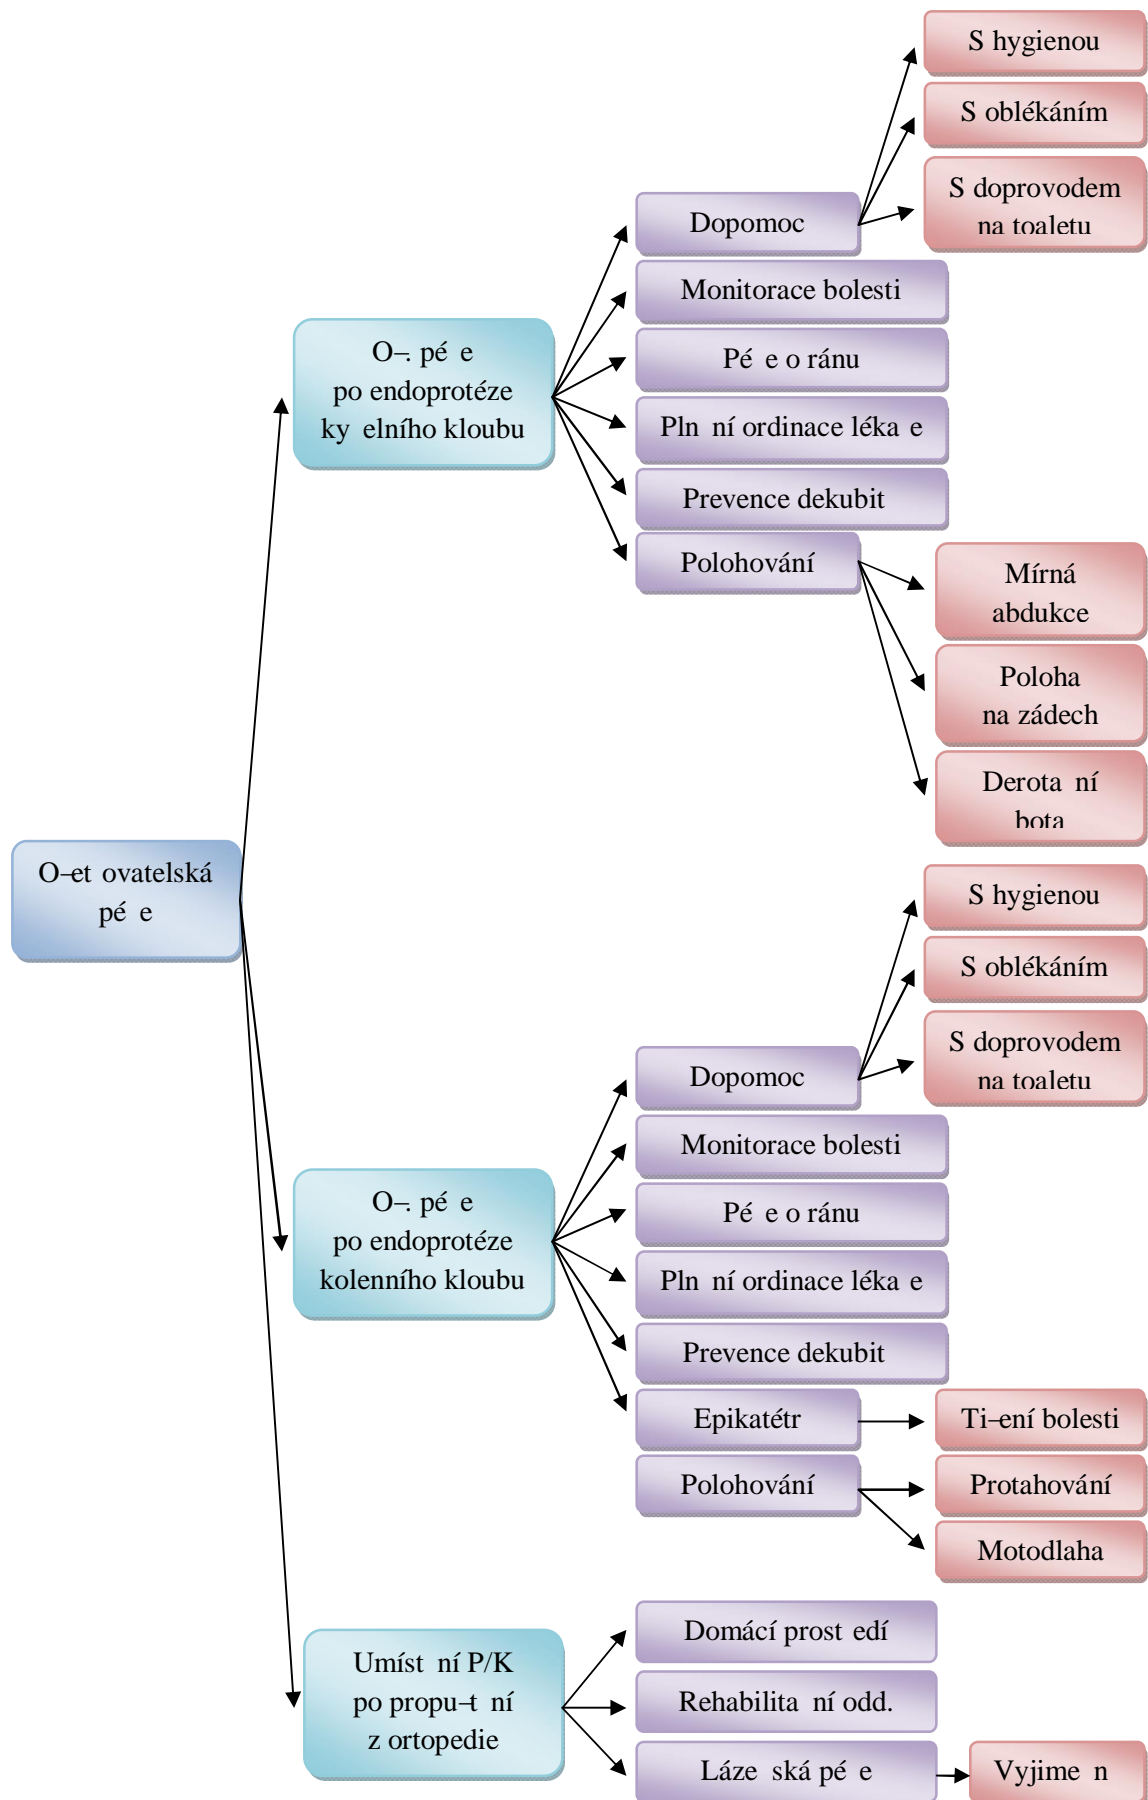 O–et ovatelská
pé e
O–. pé e
po endoprotéze
ky elního kloubu
Dopomoc
S hygienou
S oblékáním
S doprovodem
na toaletu
Monitorace bolesti
Pé e o ránu
Pln ní ordinace léka e
Prevence dekubit
Polohování
Mírná
abdukce
Poloha
na zádech
Derota ní
bota
O–. pé e
po endoprotéze
kolenního kloubu
Dopomoc
S hygienou
S oblékáním
S doprovodem
na toaletu
Monitorace bolesti
Pé e o ránu
Pln ní ordinace léka e
Prevence dekubit
Epikatétr
Ti–ení bolesti
Polohování
Protahování
Motodlaha
Umíst ní P/K
po propu–t ní
z ortopedie
Domácí prost edí
Rehabilita ní odd.
Láze ská pé e
Vyjime n